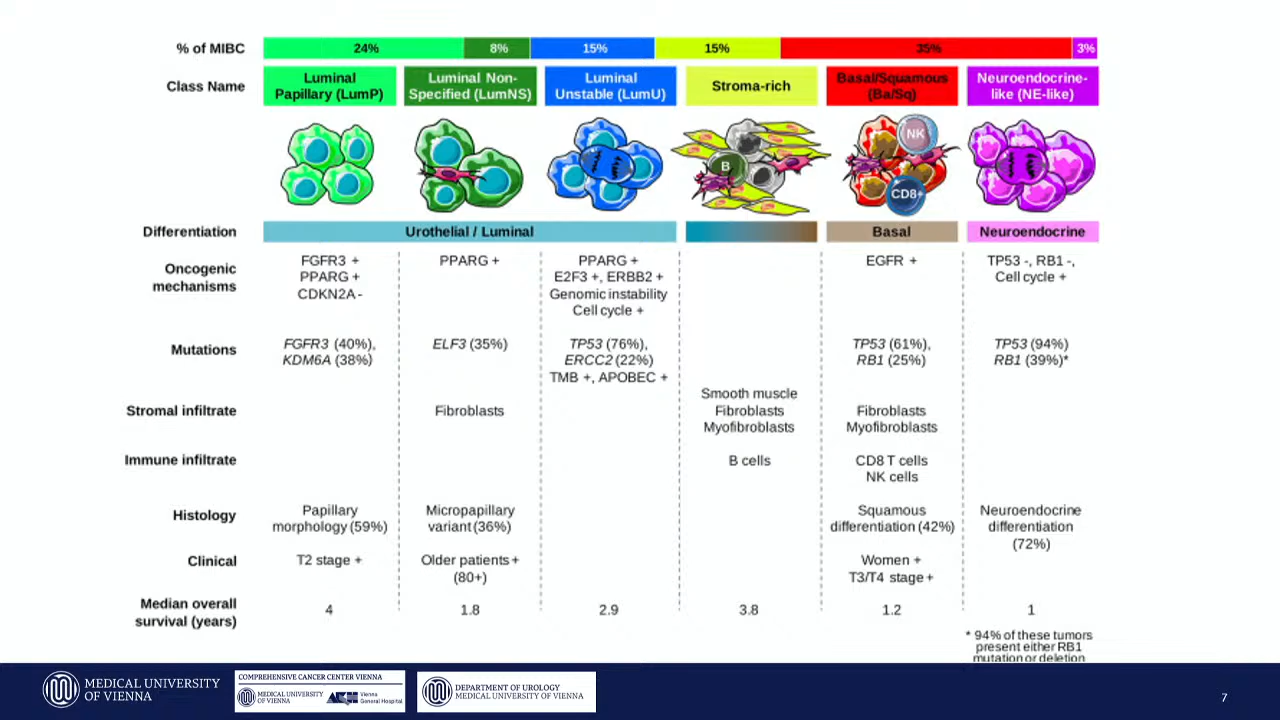 % of MIBC
24%
8%
15%
15%
35%
3%
Class Name
Luminal
Papillary (LumP)
Luminal Non-
Specified (LumNS)
Luminal
Unstable (LumU)
Stroma-rich
Basal/Squamous
(Ba/Sq)
Neuroendocrine-
like (NE-like)
B
NK
CD8+
Differentiation
Urothelial / Luminal
Basal
Neuroendocrine
Oncogenic
mechanisms
FGFR3 +
PPARG +
CDKN2A -
PPARG +
PPARG +
E2F3 +, ERBB2 +
Genomic instability
Cell cycle +
EGFR +
TP53 -, RB1 -,
Cell cycle +
Mutations
FGFR3 (40%),
KDM6A (38%)
ELF3 (35%)
TP53 (76%),
ERCC2 (22%)
TMB +, APOBEC +
TP53 (61%),
RB1 (25%)
TP53 (94%)
RB1 (39%)*
Stromal infiltrate
Fibroblasts
Smooth muscle
Fibroblasts
Myofibroblasts
Fibroblasts
Myofibroblasts
Immune infiltrate
B cells
CD8 T cells
NK cells
Histology
Papillary
morphology (59%)
Micropapillary
variant (36%)
Squamous
differentiation (42%)
Neuroendocrine
differentiation
(72%)
Clinical
T2 stage +
Older patients +
(80+)
Women +
T3/T4 stage +
Median overall
survival (years)
4
1.8
2.9
3.8
1.2
1
* 94% of these tumors
present either RB1
mutation or deletion
MEDICAL UNIVERSITY
OF VIENNA
COMPREHENSIVE CANCER CENTER VIENNA
MEDICAL UNIVERSITY
OF VIENNA
AKH
Vienna
General Hospital
DEPARTMENT OF UROLOGY
MEDICAL UNIVERSITY OF VIENNA
7